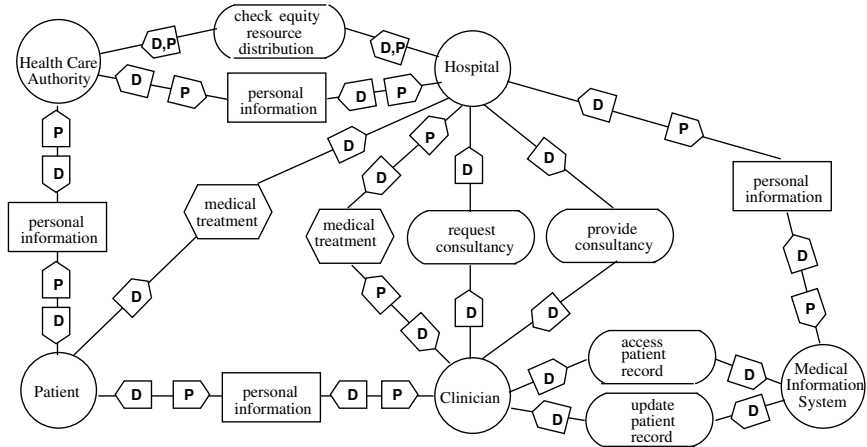 check equity
resource
distribution
D,P
D,P
Health Care
Authority
Hospital
D
P
personal
information
D
P
D
P
P
D
personal
information
P
D
medical
treatment
D
D
medical
treatment
P
D
P
D
request
consultancy
D
D
provide
consultancy
D
D
personal
information
D
P
D
P
Patient
D
P
personal
information
D
P
Clinician
access
patient
record
D
D
update
patient
record
D
D
Medical
Information
System